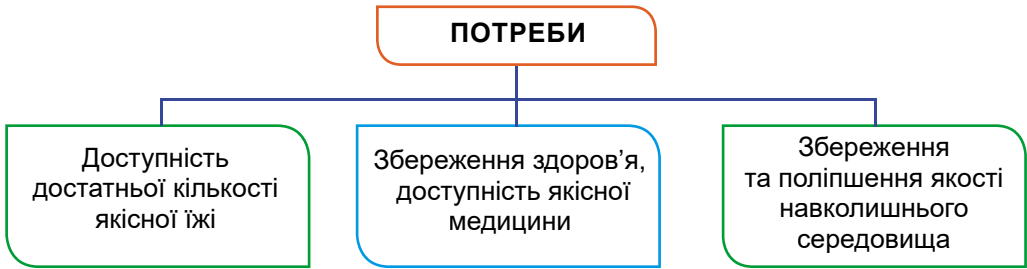 ПОТРЕБИ
Доступність
достатньої кількості
якісної їжі
Збереження здоров’я,
доступність якісної
медицини
Збереження
та поліпшення якості
навколишнього
середовища